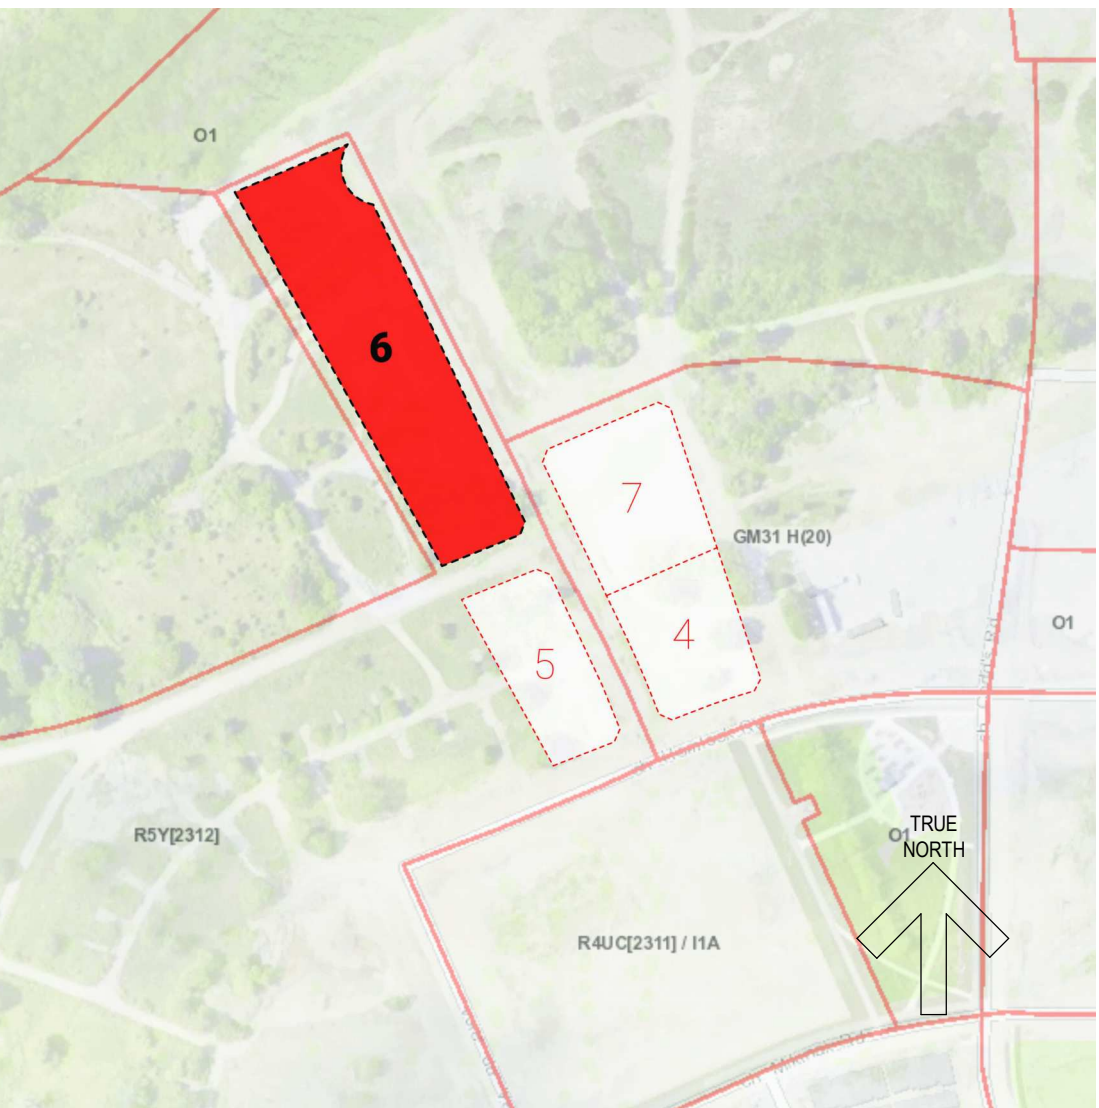 O1
6
7
GM31 H(20)
O1
4
5
R5Y[2312]
O1
TRUE
NORTH
R4UC[2311] / I1A